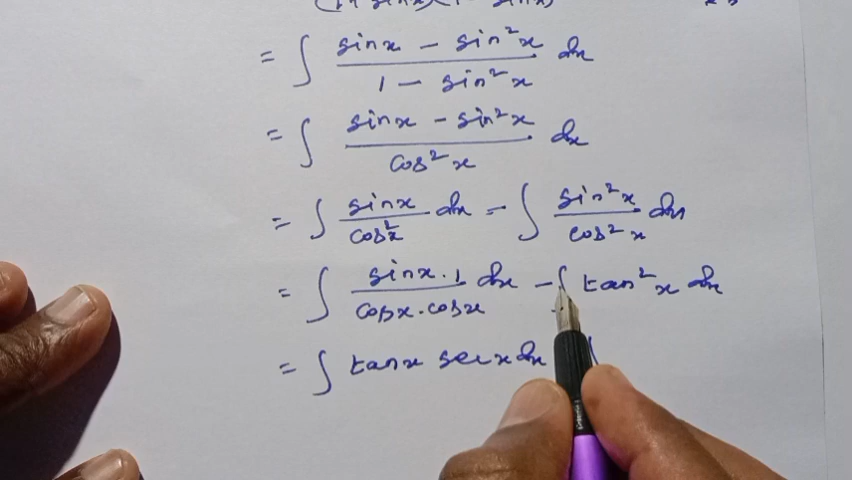 = ∫ (sinx - sin²x) / (1 - sin²x) dx
= ∫ (sinx - sin²x) / (cos²x) dx
= ∫ sinx / cos²x dx - ∫ sin²x / cos²x dx
= ∫ (sinx . 1) / (cosx . cosx) dx - ∫ tan²x dx
= ∫ tanx secx dx ∫